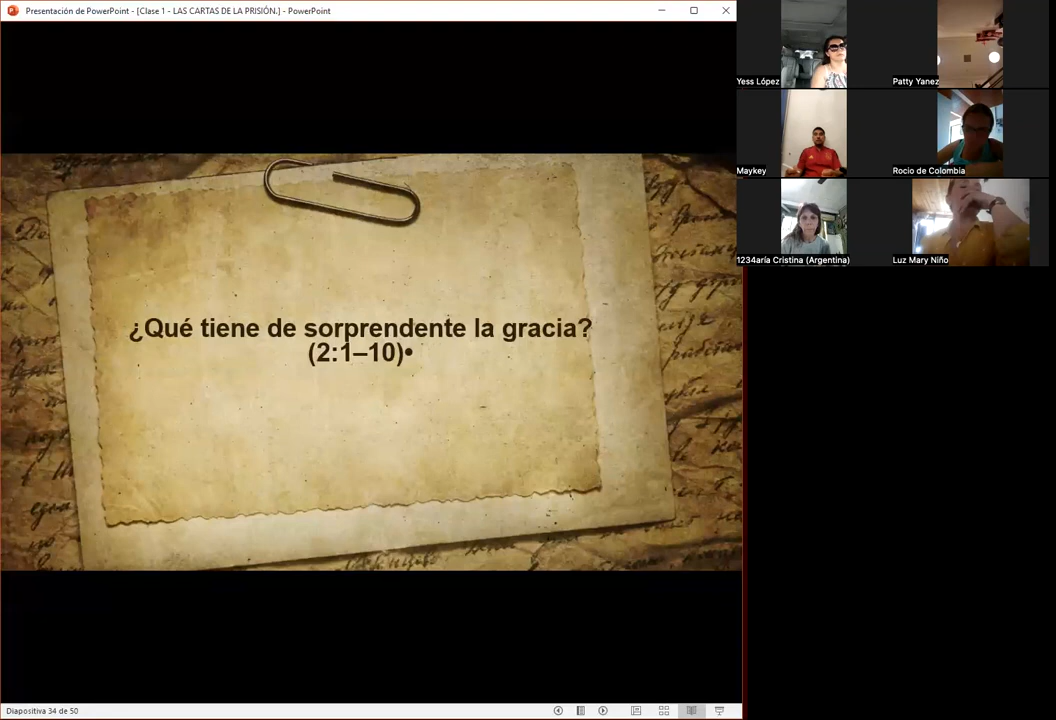 Presentación de PowerPoint - [Clase 1 - LAS CARTAS DE LA PRISIÓN.] - PowerPoint
Yess López
Patty Yanez
Maykey
Rocio de Colombia
1234aría Cristina (Argentina)
Luz Mary Niño
¿Qué tiene de sorprendente la gracia?
(2:1–10)•
Diapositiva 34 de 50